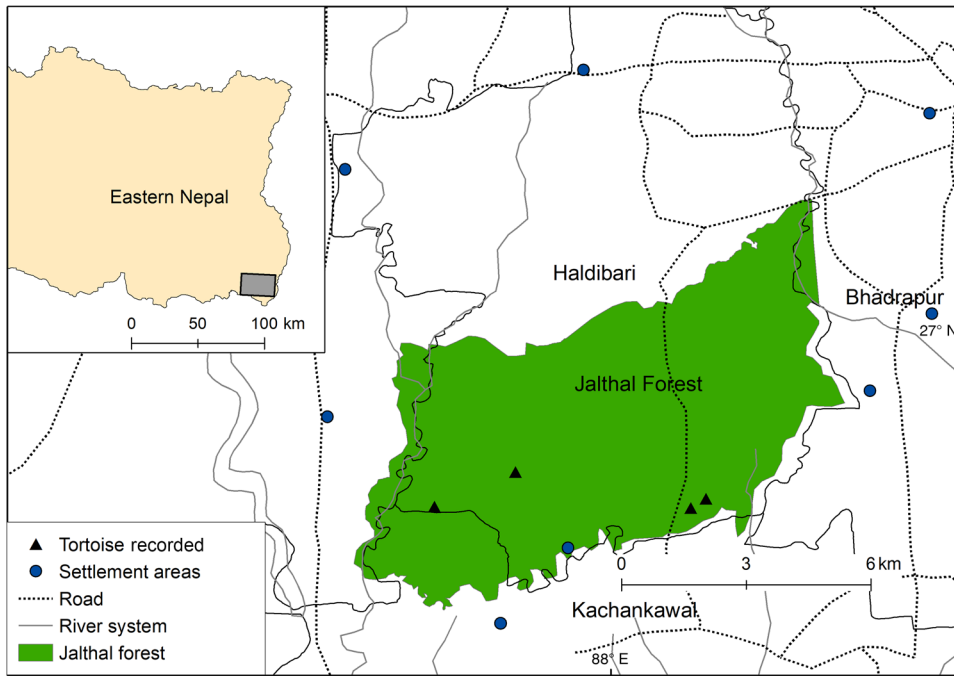 Eastern Nepal
0 50 100 km
Haldibari
Bhadrapur
27° N
Jalthal Forest
Tortoise recorded
Settlement areas
Road
River system
Jalthal forest
0 3 6 km
Kachankawal
88° E